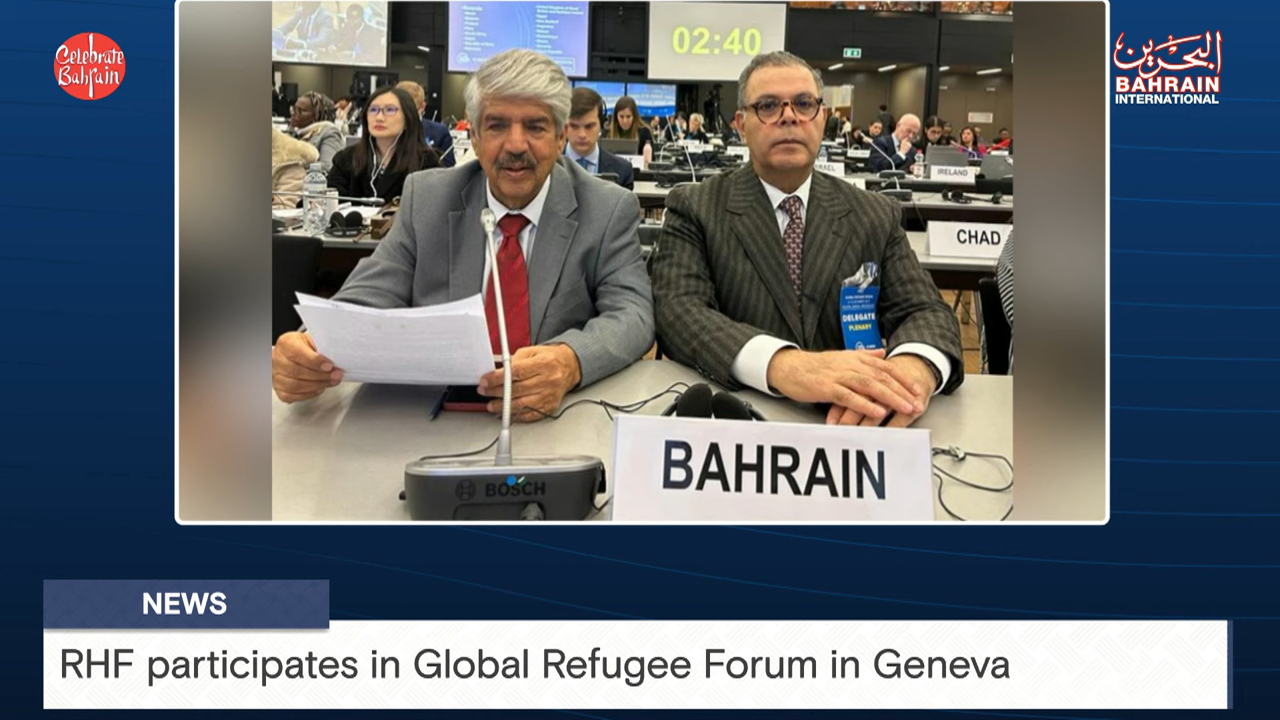 Celebrate
Bahrain
البحرين
BAHRAIN
INTERNATIONAL
02:40
IRELAND
CHAD
DELEGATE
PLENARY
BAHRAIN
BOSCH
NEWS
RHF participates in Global Refugee Forum in Geneva